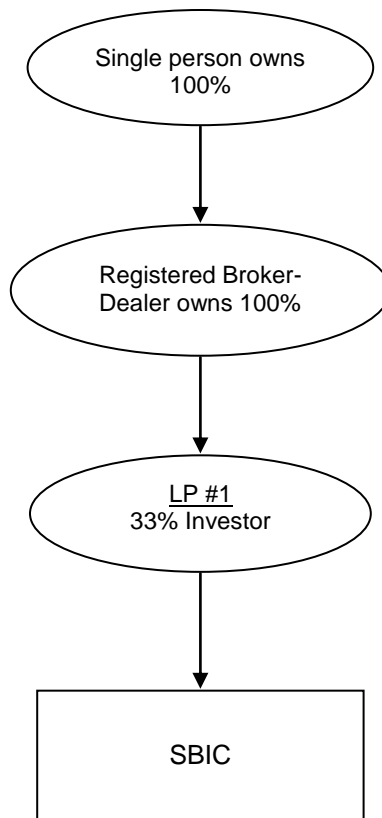 Single person owns
100%
Registered Broker-
Dealer owns 100%
LP #1
33% Investor
SBIC